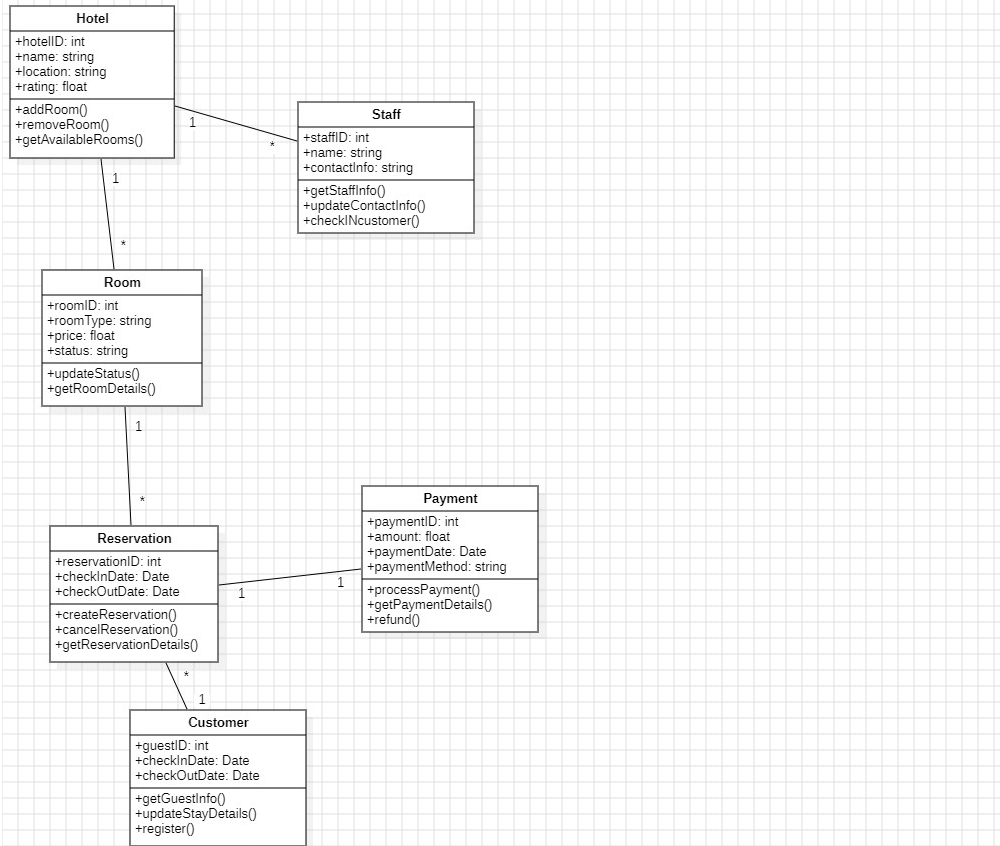 Hotel
+hotelID: int
+name: string
+location: string
+rating: float
+addRoom()
+removeRoom()
+getAvailableRooms()
1
*
Staff
+staffID: int
+name: string
+contactInfo: string
+getStaffInfo()
+updateContactInfo()
+checkINcustomer()
1
*
Room
+roomID: int
+roomType: string
+price: float
+status: string
+updateStatus()
+getRoomDetails()
1
*
Reservation
+reservationID: int
+checkInDate: Date
+checkOutDate: Date
+createReservation()
+cancelReservation()
+getReservationDetails()
1
1
Payment
+paymentID: int
+amount: float
+paymentDate: Date
+paymentMethod: string
+processPayment()
+getPaymentDetails()
+refund()
*
1
Customer
+guestID: int
+checkInDate: Date
+checkOutDate: Date
+getGuestInfo()
+updateStayDetails()
+register()